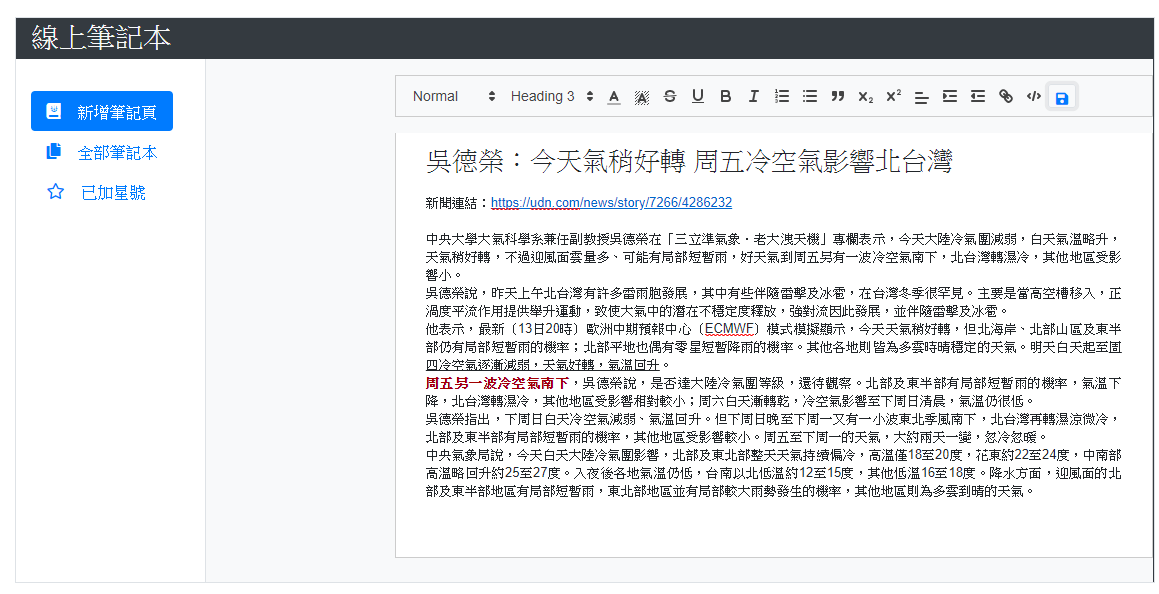 線上筆記本
新增筆記頁
全部筆記本
已加星號
Normal Heading 3
吳德榮：今天氣稍好轉 周五冷空氣影響北台灣
新聞連結：https://udn.com/news/story/7266/4286232
中央大學大氣科學系兼任副教授吳德榮在「三立準氣象．老大洩天機」專欄表示，今天大陸冷氣團減弱，白天氣溫略升，
天氣稍好轉，不過迎風面雲量多、可能有局部短暫雨，好天氣到周五另有一波冷空氣南下，北台灣轉濕冷，其他地區受影
響小。
吳德榮說，昨天上午北台灣有許多雷雨胞發展，其中有些伴隨雷擊及冰雹，在台灣冬季很罕見。主要是當高空槽移入，正
渦度平流作用提供舉升運動，致使大氣中的潛在不穩定度釋放，強對流因此發展，並伴隨雷擊及冰雹。
他表示，最新（13日20時）歐洲中期預報中心（ECMWF）模式模擬顯示，今天天氣稍好轉，但北海岸、北部山區及東半
部仍有局部短暫雨的機率；北部平地也偶有零星短暫降雨的機率。其他各地則皆為多雲時晴穩定的天氣。明天白天起至周
四冷空氣逐漸減弱，天氣好轉，氣溫回升。
周五另一波冷空氣南下，吳德榮說，是否達大陸冷氣團等級，還待觀察。北部及東半部有局部短暫雨的機率，氣溫下
降，北台灣轉濕冷，其他地區受影響相對較小；周六白天漸轉乾，冷空氣影響至下周日清晨，氣溫仍很低。
吳德榮指出，下周日白天冷空氣減弱、氣溫回升。但下周日晚至下周一又有一小波東北季風南下，北台灣再轉濕涼微冷，
北部及東半部有局部短暫雨的機率，其他地區受影響較小。周五至下周一的天氣，大約兩天一變，忽冷忽暖。
中央氣象局說，今天白天大陸冷氣團影響，北部及東北部整天天氣持續偏冷，高溫僅18至20度，花東約22至24度，中南部
高溫略回升約25至27度。入夜後各地氣溫仍低，台南以北低溫約12至15度，其他低溫16至18度。降水方面，迎風面的北
部及東半部地區有局部短暫雨，東北部地區並有局部較大雨勢發生的機率，其他地區則為多雲到晴的天氣。